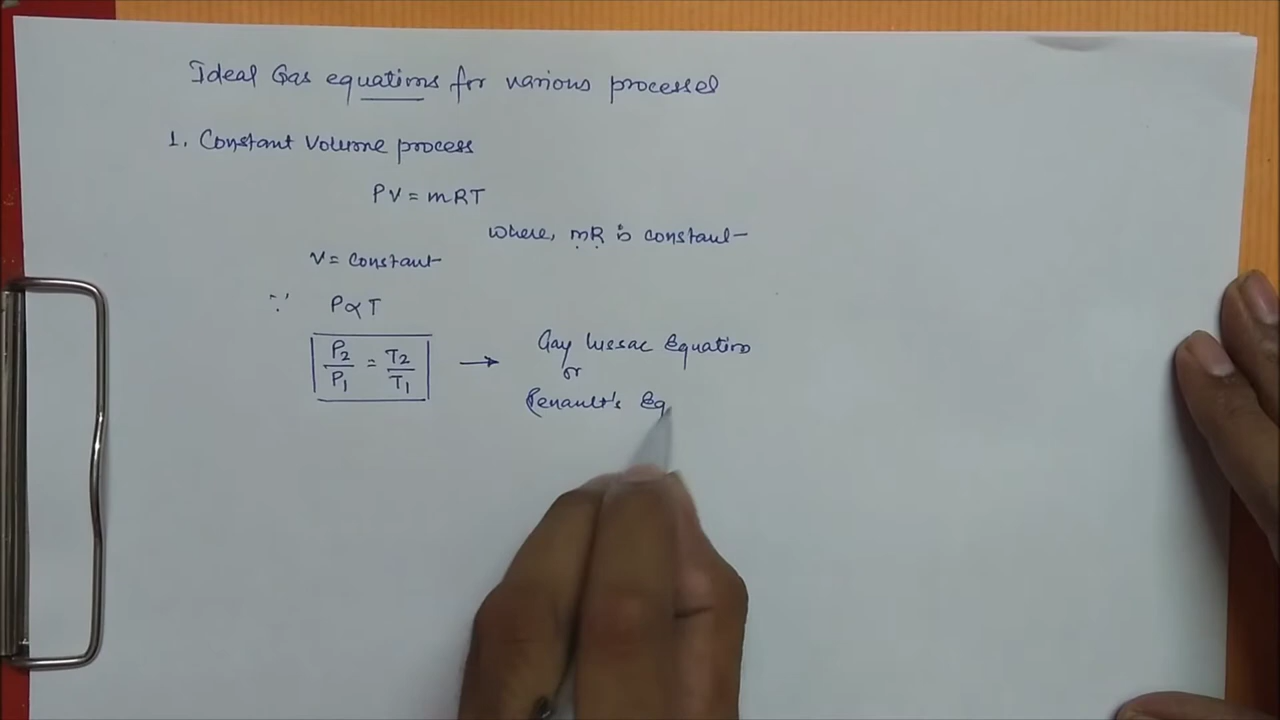 Ideal Gas equations for various processes
1. Constant Volume process
PV = mRT
where, mR is constant
V = Constant
∵ P∝T
P2/P1 = T2/T1 → Gay lussac Equation
or
Renault's Eq